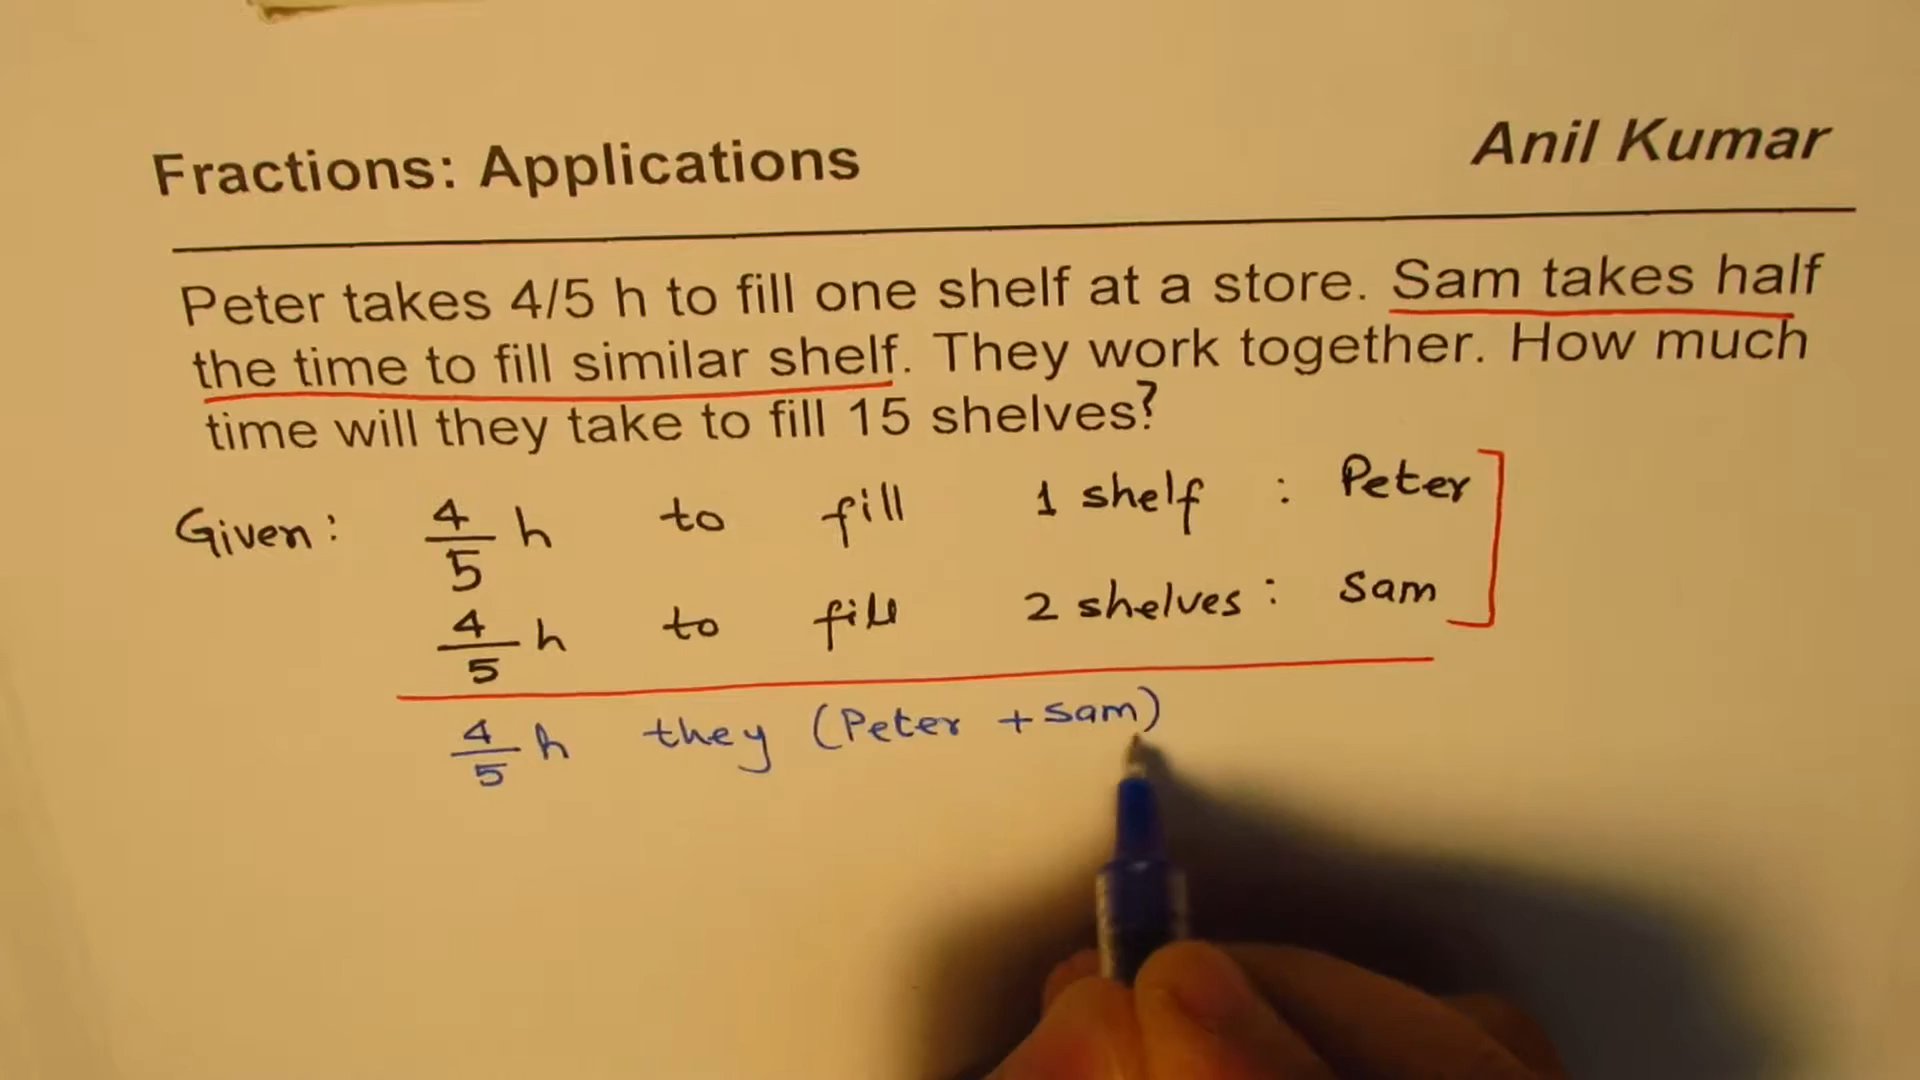 Fractions: Applications
Anil Kumar
Peter takes 4/5 h to fill one shelf at a store. Sam takes half
the time to fill similar shelf. They work together. How much
time will they take to fill 15 shelves?
Given: 4/5 h to fill 1 shelf : Peter
4/5 h to fill 2 shelves : Sam
4/5 h they (Peter + Sam)